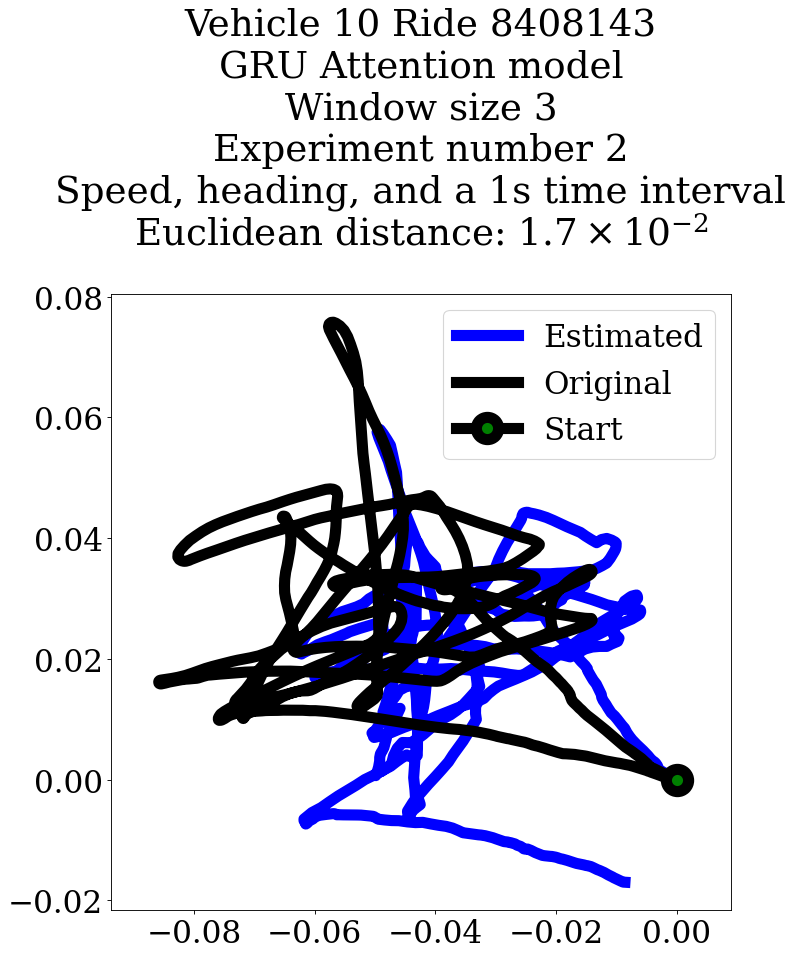 Vehicle 10 Ride 8408143
GRU Attention model
Window size 3
Experiment number 2
Speed, heading, and a 1s time interval
Euclidean distance: 1.7 × 10⁻²
Estimated
Original
Start
0.08
0.06
0.04
0.02
0.00
−0.02
−0.08 −0.06 −0.04 −0.02 0.00